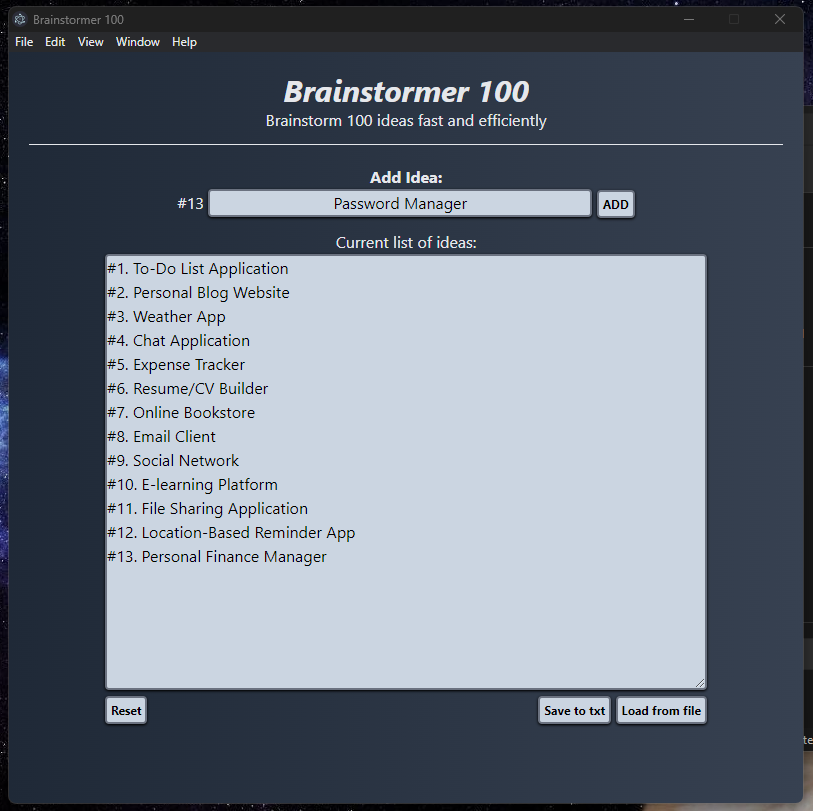 Brainstormer 100
File Edit View Window Help
Brainstormer 100
Brainstorm 100 ideas fast and efficiently
Add Idea:
#13 Password Manager ADD
Current list of ideas:
#1. To-Do List Application
#2. Personal Blog Website
#3. Weather App
#4. Chat Application
#5. Expense Tracker
#6. Resume/CV Builder
#7. Online Bookstore
#8. Email Client
#9. Social Network
#10. E-learning Platform
#11. File Sharing Application
#12. Location-Based Reminder App
#13. Personal Finance Manager
Reset Save to txt Load from file